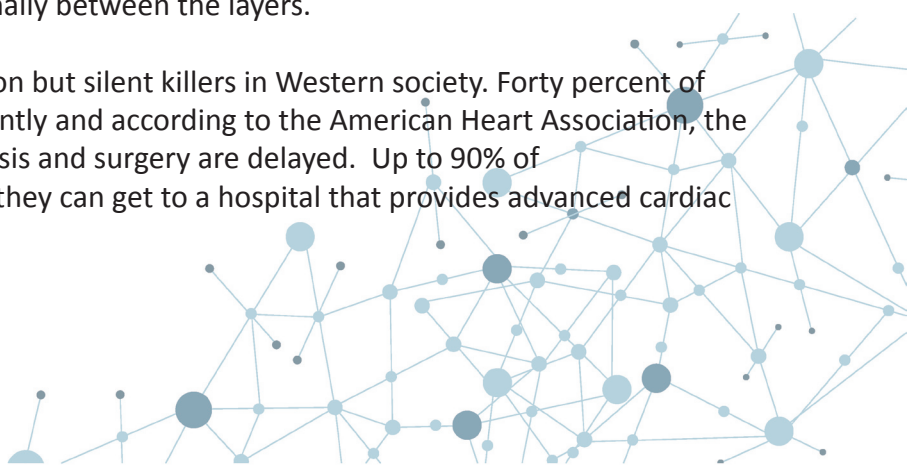 ally between the layers.
on but silent killers in Western society. Forty percent of
ntly and according to the American Heart Association, the
sis and surgery are delayed. Up to 90% of
they can get to a hospital that provides advanced cardiac